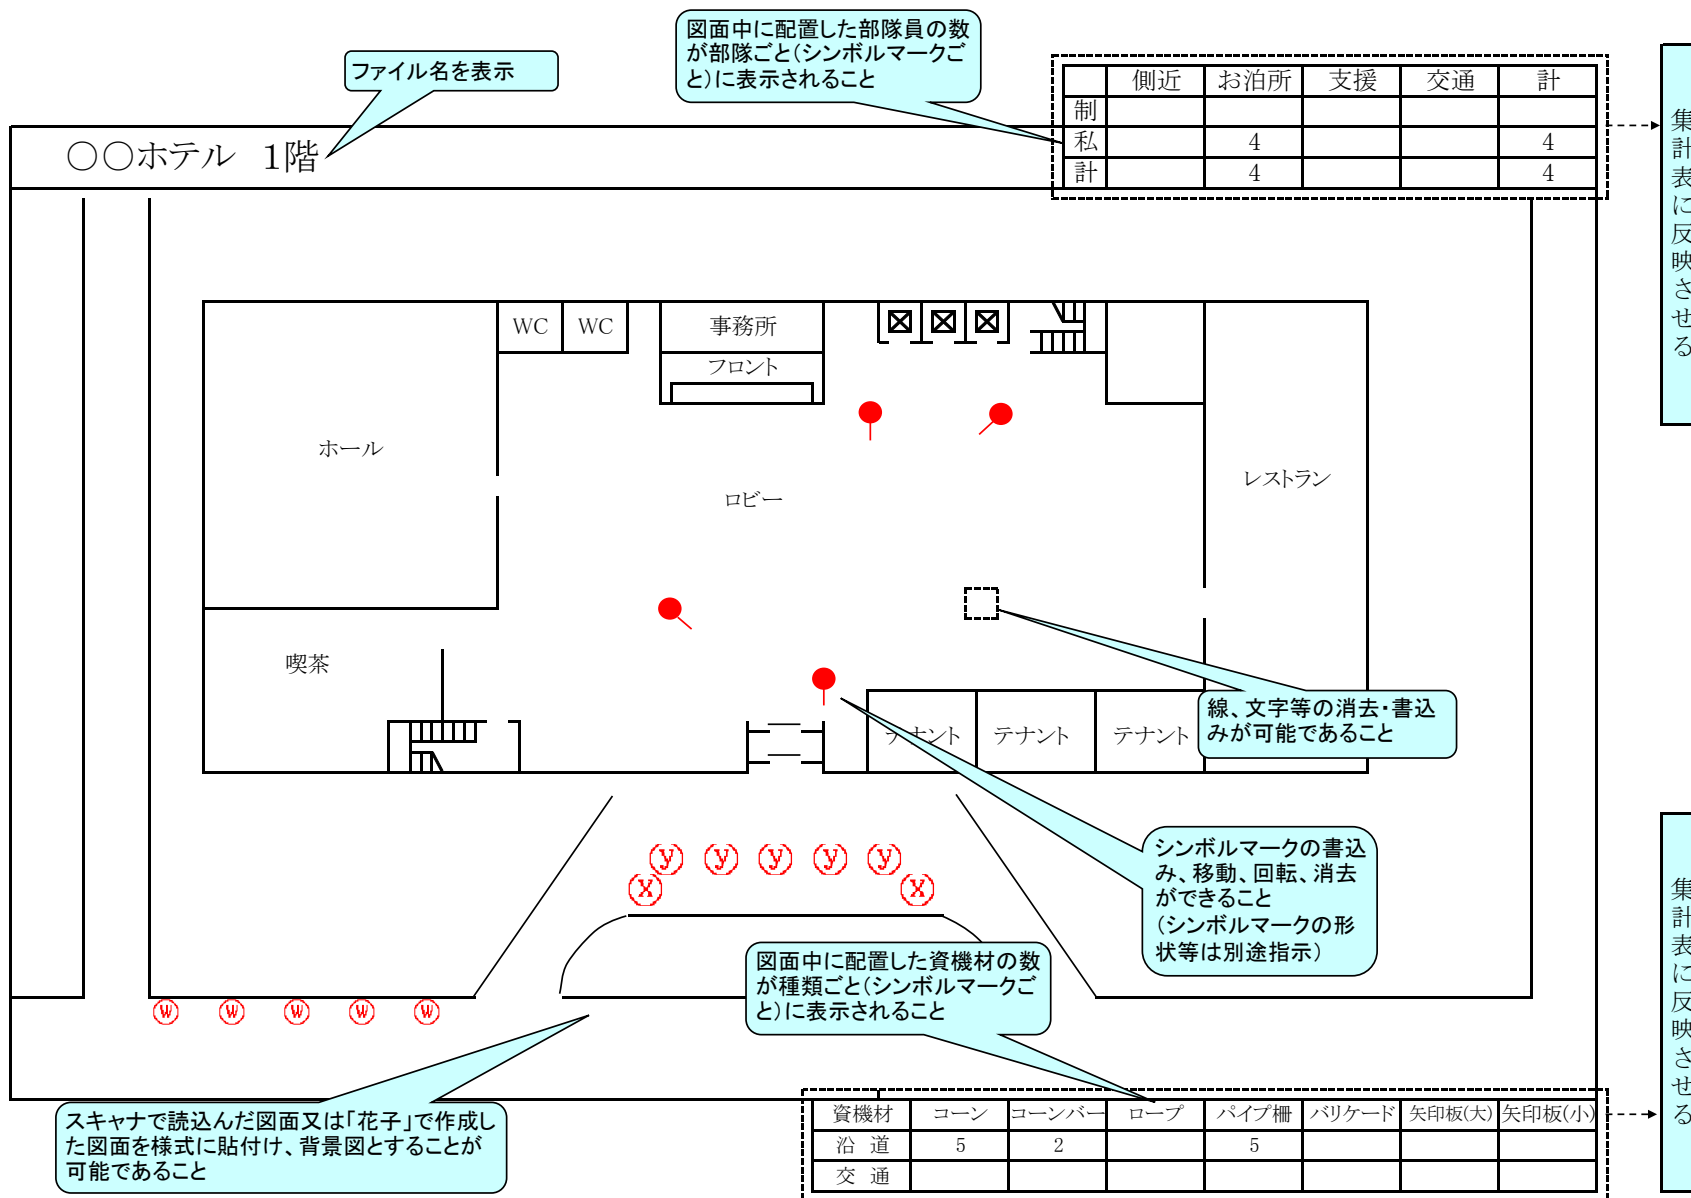 図面中に配置した部隊員の数
が部隊ごと(シンボルマークご
と)に表示されること
ファイル名を表示
側近 お泊所 支援 交通 計
制
私 4 4
計 4 4
○○ホテル 1階
集計表に反映させる
WC WC 事務所
フロント
ホール
ロビー
レストラン
喫茶
線、文字等の消去・書込
みが可能であること
テナント テナント テナント
シンボルマークの書込
み、移動、回転、消去
ができること
(シンボルマークの形
状等は別途指示)
y y y y y
x x
w w w w w
図面中に配置した資機材の数
が種類ごと(シンボルマークご
と)に表示されること
集計表に反映させる
スキャナで読込んだ図面又は「花子」で作成し
た図面を様式に貼付け、背景図とすることが
可能であること
資機材 コーン コーンバー ロープ パイプ柵 バリケード 矢印板(大) 矢印板(小)
沿 道 5 2 5
交 通